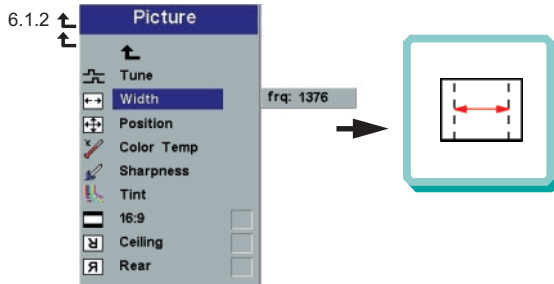 6.1.2
Picture
Tune
Width frq: 1376
Position
Color Temp
Sharpness
Tint
16:9
Ceiling
Rear